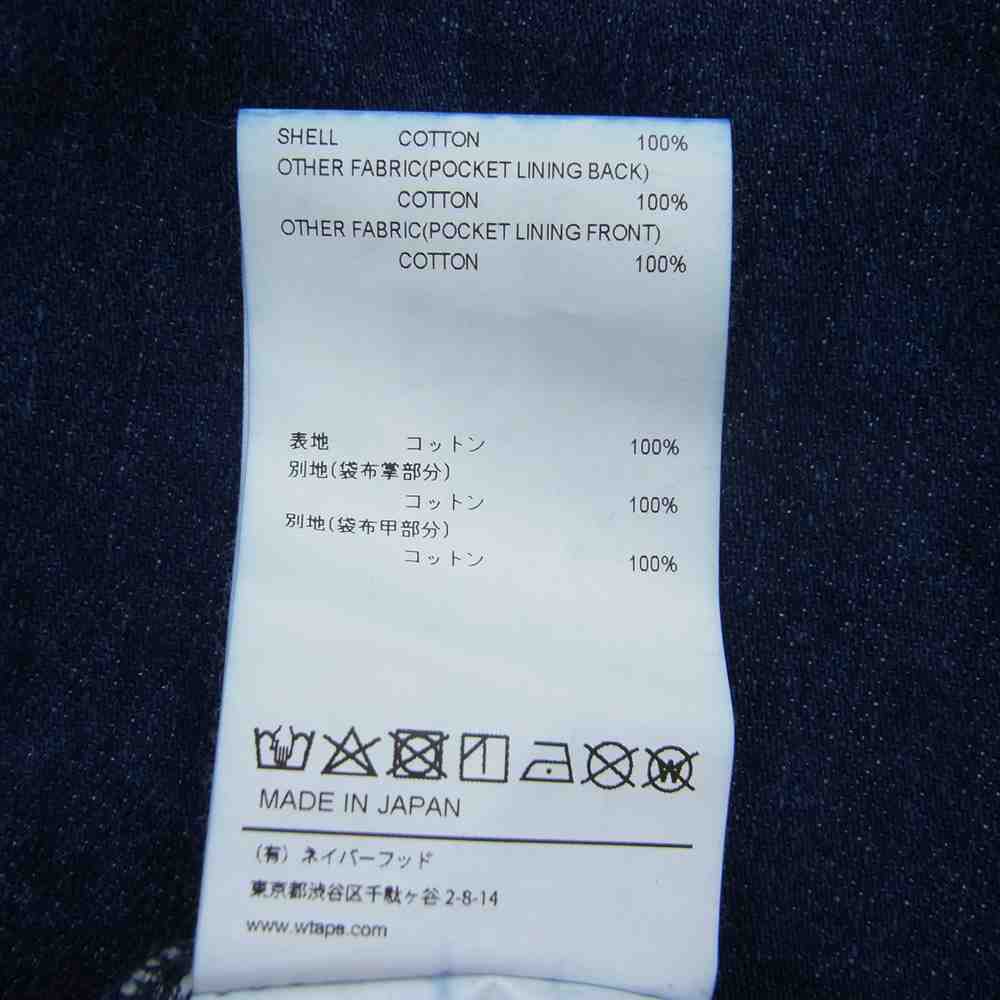 SHELL COTTON 100%
OTHER FABRIC(POCKET LINING BACK)
COTTON 100%
OTHER FABRIC(POCKET LINING FRONT)
COTTON 100%
表地 コットン 100%
別地(袋布掌部分)
コットン 100%
別地(袋布甲部分)
コットン 100%
W
MADE IN JAPAN
(有) ネイバーフッド
東京都渋谷区千駄ヶ谷 2-8-14
www.wtaps.com